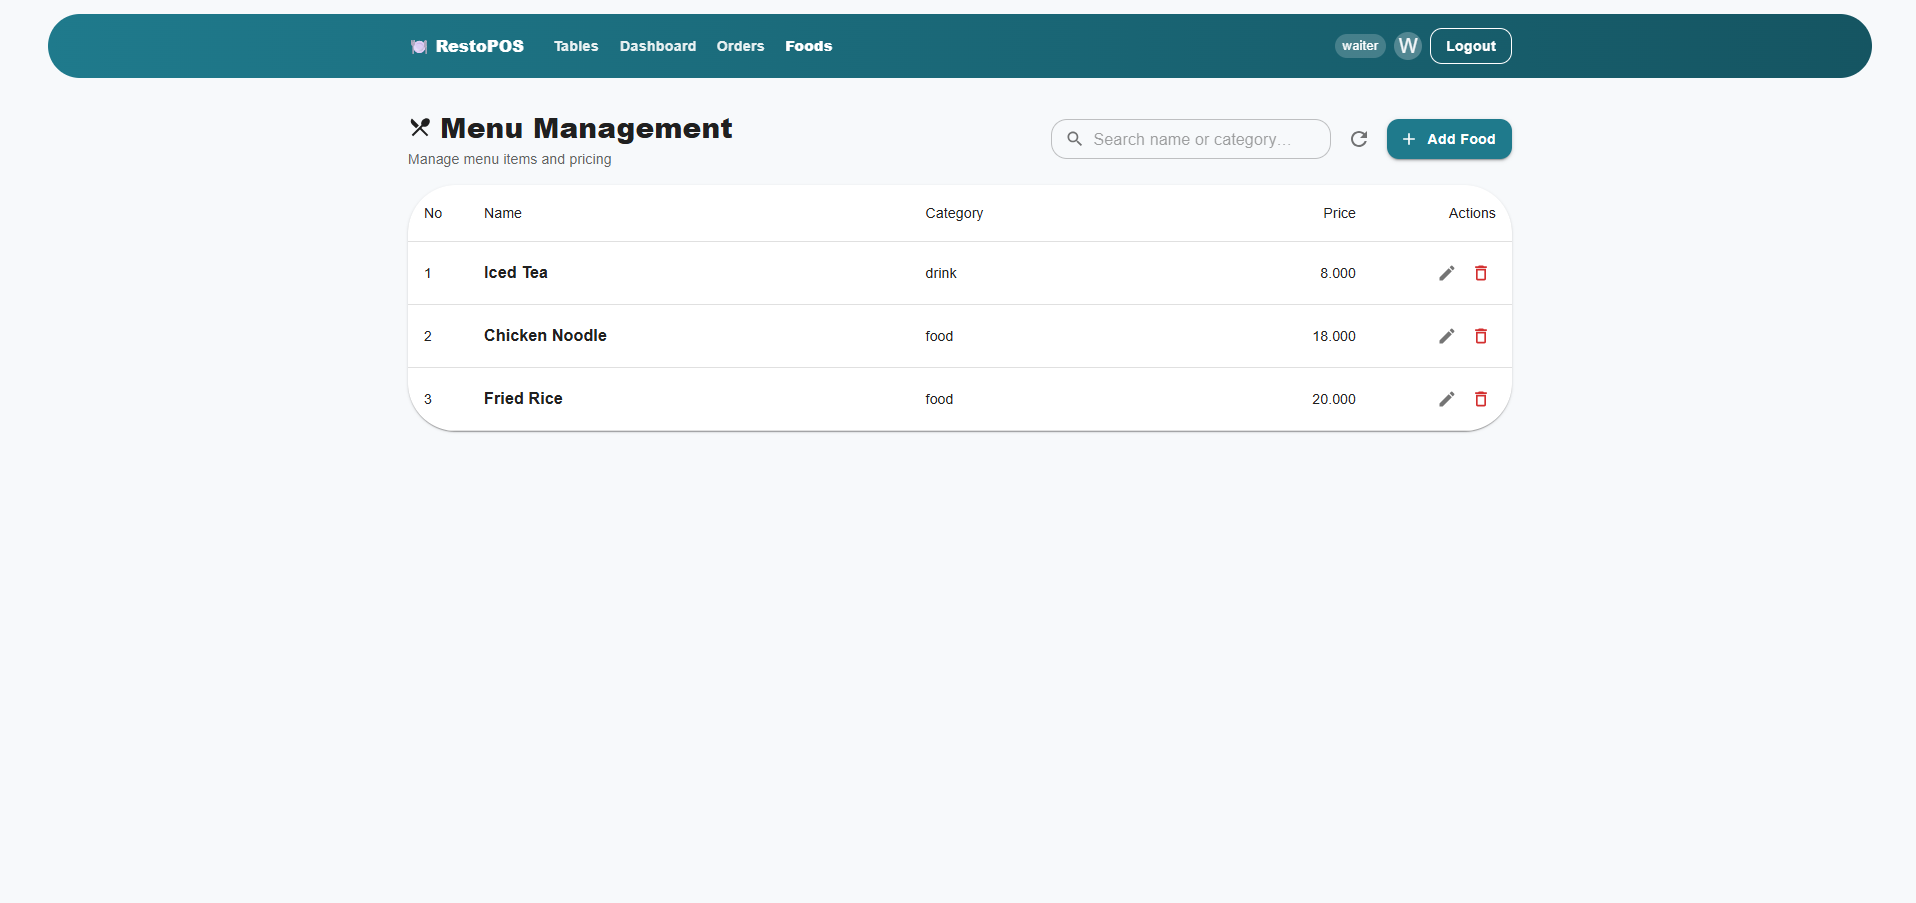 RestoPOS Tables Dashboard Orders Foods waiter W Logout
Menu Management
Manage menu items and pricing
Search name or category... Add Food
No Name Category Price Actions
1 Iced Tea drink 8.000
2 Chicken Noodle food 18.000
3 Fried Rice food 20.000